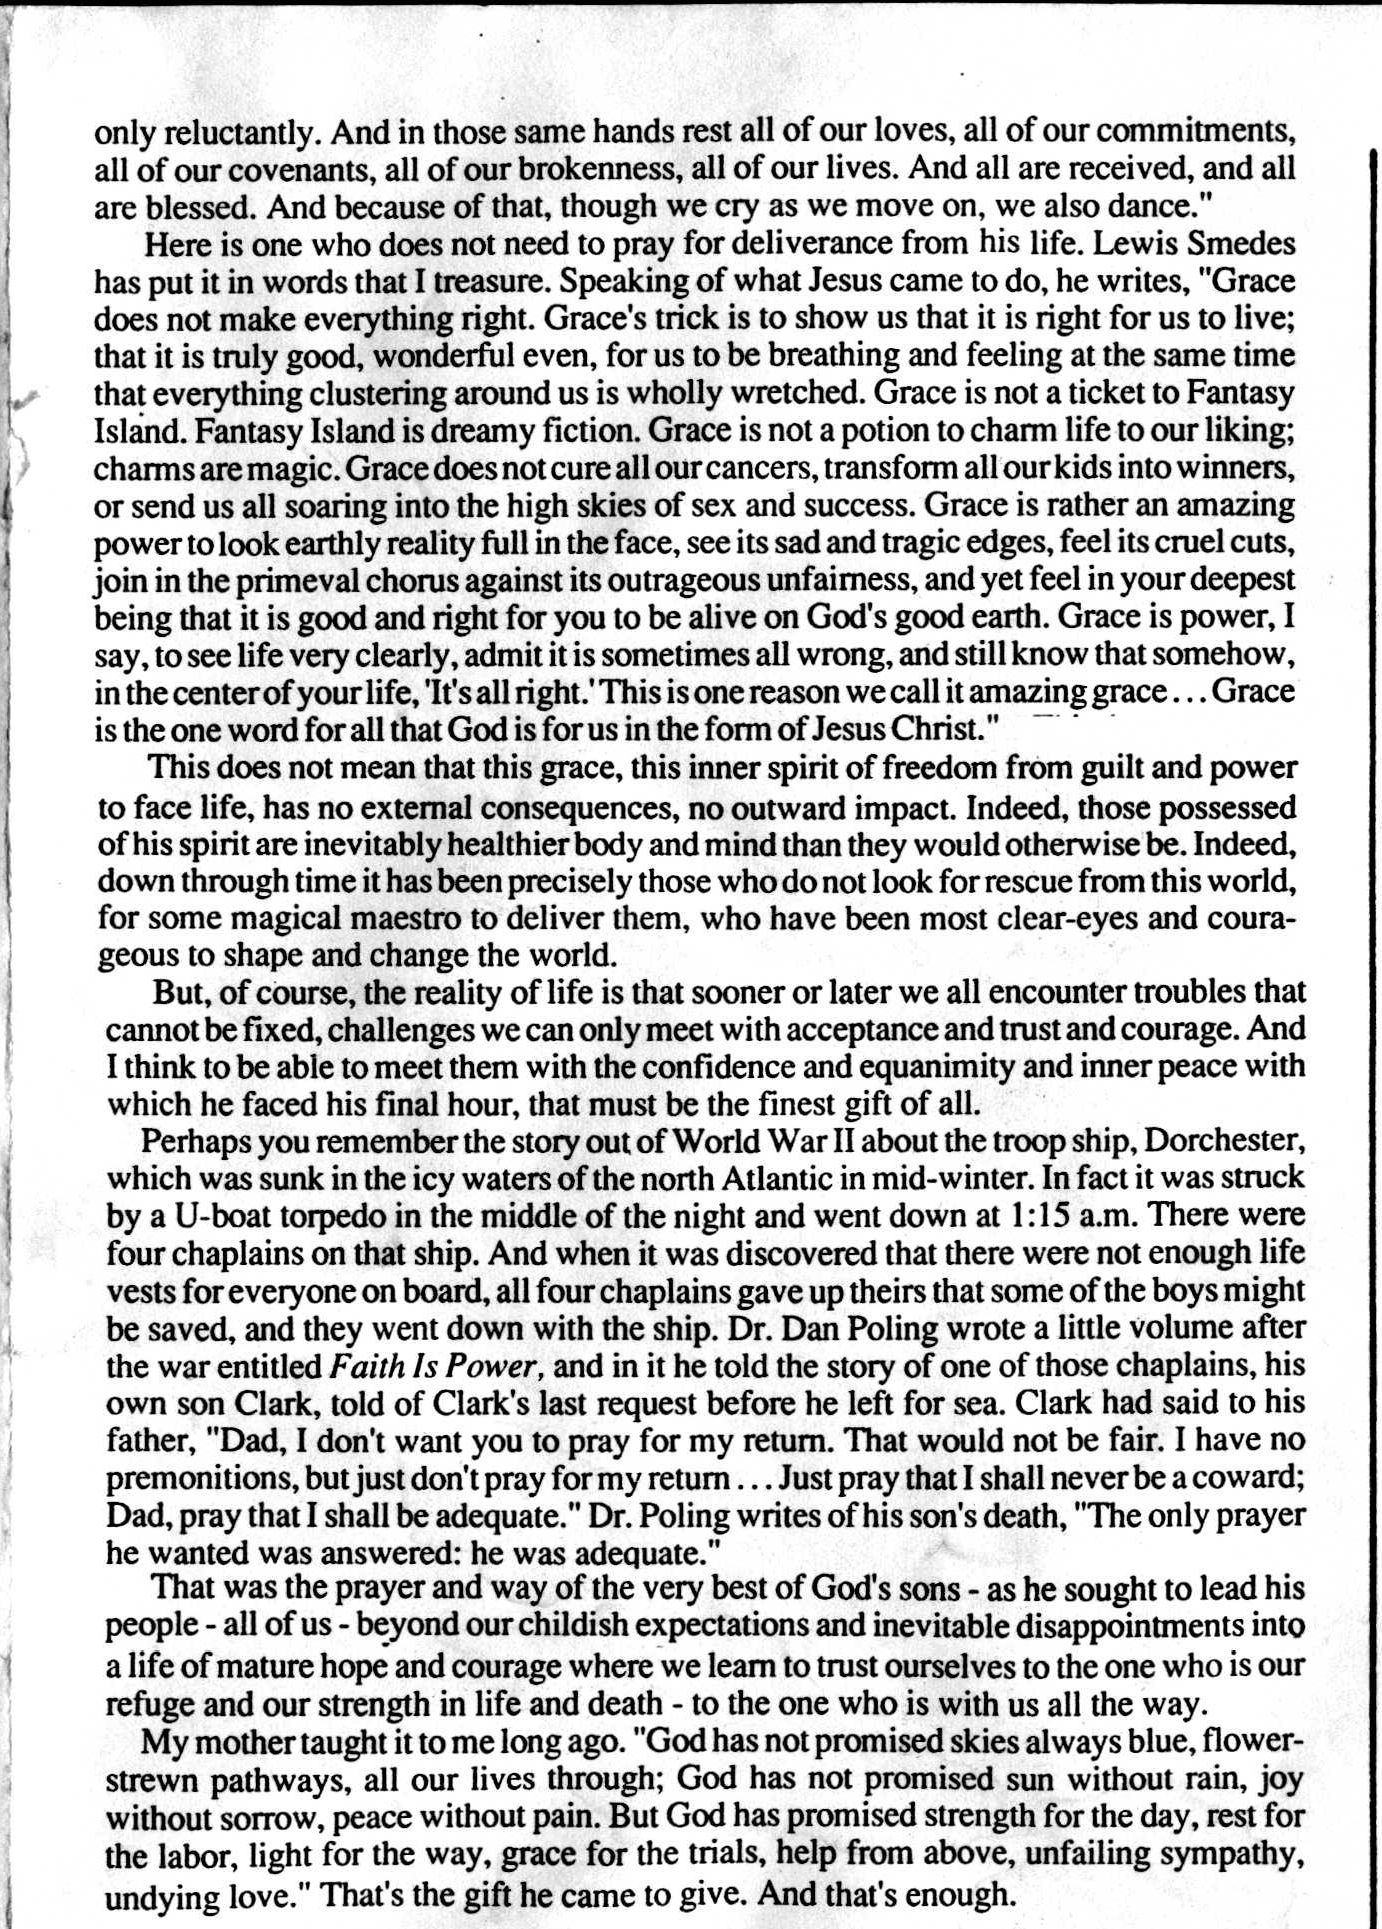 only reluctantly. And in those same hands rest all of our loves, all of our commitments,
all of our covenants, all of our brokenness, all of our lives. And all are received, and all
are blessed. And because of that, though we cry as we move on, we also dance."
Here is one who does not need to pray for deliverance from his life. Lewis Smedes
has put it in words that I treasure. Speaking of what Jesus came to do, he writes, "Grace
does not make everything right. Grace's trick is to show us that it is right for us to live;
that it is truly good, wonderful even, for us to be breathing and feeling at the same time
that everything clustering around us is wholly wretched. Grace is not a ticket to Fantasy
Island. Fantasy Island is dreamy fiction. Grace is not a potion to charm life to our liking;
charms are magic. Grace does not cure all our cancers, transform all our kids into winners,
or send us all soaring into the high skies of sex and success. Grace is rather an amazing
power to look earthly reality full in the face, see its sad and tragic edges, feel its cruel cuts,
join in the primeval chorus against its outrageous unfairness, and yet feel in your deepest
being that it is good and right for you to be alive on God's good earth. Grace is power, I
say, to see life very clearly, admit it is sometimes all wrong, and still know that somehow,
in the center of your life, 'It's all right.' This is one reason we call it amazing grace . . . Grace
is the one word for all that God is for us in the form of Jesus Christ."
This does not mean that this grace, this inner spirit of freedom from guilt and power
to face life, has no external consequences, no outward impact. Indeed, those possessed
of his spirit are inevitably healthier body and mind than they would otherwise be. Indeed,
down through time it has been precisely those who do not look for rescue from this world,
for some magical maestro to deliver them, who have been most clear-eyes and coura-
geous to shape and change the world.
But, of course, the reality of life is that sooner or later we all encounter troubles that
cannot be fixed, challenges we can only meet with acceptance and trust and courage. And
I think to be able to meet them with the confidence and equanimity and inner peace with
which he faced his final hour, that must be the finest gift of all.
Perhaps you remember the story out of World War II about the troop ship, Dorchester,
which was sunk in the icy waters of the north Atlantic in mid-winter. In fact it was struck
by a U-boat torpedo in the middle of the night and went down at 1:15 a.m. There were
four chaplains on that ship. And when it was discovered that there were not enough life
vests for everyone on board, all four chaplains gave up theirs that some of the boys might
be saved, and they went down with the ship. Dr. Dan Poling wrote a little volume after
the war entitled Faith Is Power, and in it he told the story of one of those chaplains, his
own son Clark, told of Clark's last request before he left for sea. Clark had said to his
father, "Dad, I don't want you to pray for my return. That would not be fair. I have no
premonitions, but just don't pray for my return . . . Just pray that I shall never be a coward;
Dad, pray that I shall be adequate." Dr. Poling writes of his son's death, "The only prayer
he wanted was answered: he was adequate."
That was the prayer and way of the very best of God's sons - as he sought to lead his
people - all of us - beyond our childish expectations and inevitable disappointments into
a life of mature hope and courage where we learn to trust ourselves to the one who is our
refuge and our strength in life and death - to the one who is with us all the way.
My mother taught it to me long ago. "God has not promised skies always blue, flower-
strewn pathways, all our lives through; God has not promised sun without rain, joy
without sorrow, peace without pain. But God has promised strength for the day, rest for
the labor, light for the way, grace for the trials, help from above, unfailing sympathy,
undying love." That's the gift he came to give. And that's enough.